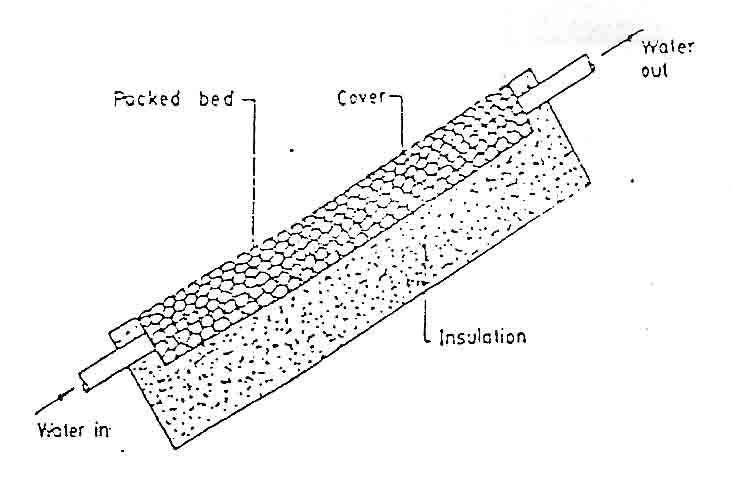 Water
out
Packed bed
Cover
Insulation
Water in